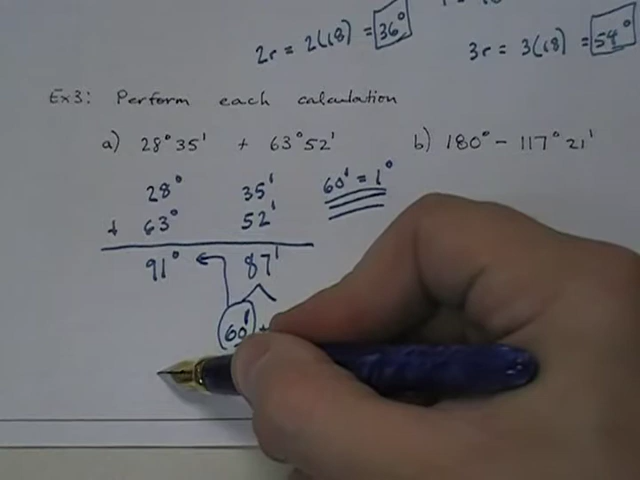 2r = 2(18) = 36°
3r = 3(18) = 54°
Ex3: Perform each calculation
a) 28°35' + 63°52'
b) 180° - 117°21'
28° 35'
60' = 1°
+ 63° 52'
91° 87'
60' +